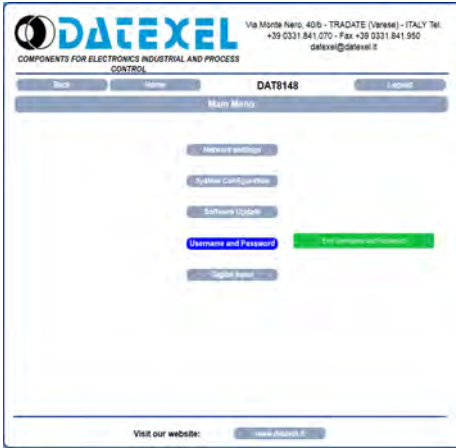 DATEXEL
COMPONENTS FOR ELECTRONICS INDUSTRIAL AND PROCESS
CONTROL
Via Monte Nero, 40/b - TRADATE (Varese) - ITALY Tel.
+39 0331.841.070 - Fax +39 0331.841.950
datexel@datexel.it
Back
Home
DAT8148
Logout
Main Menu
Network settings
System Configuration
Software Update
Username and Password
Digital Input
Visit our website:
www.datexel.it